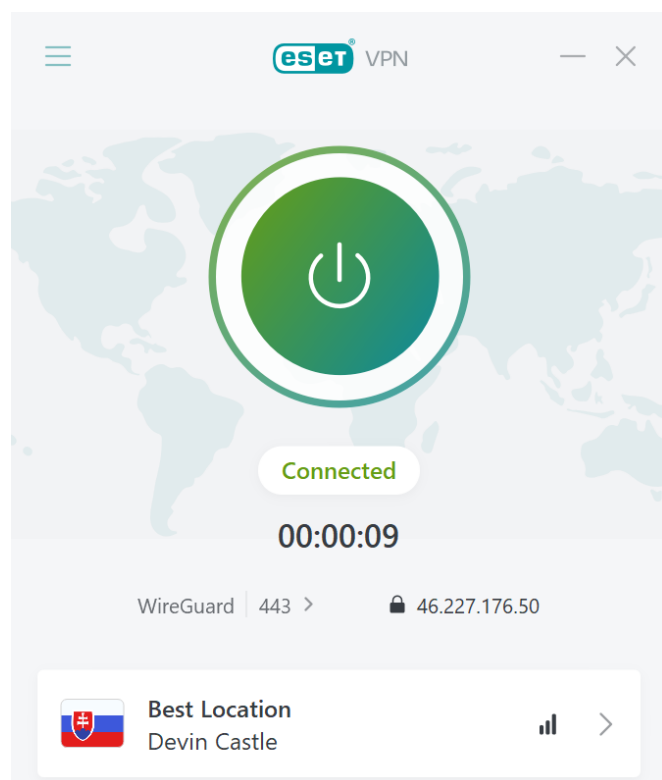 eset® VPN
Connected
00:00:09
WireGuard 443 46.227.176.50
Best Location
Devin Castle